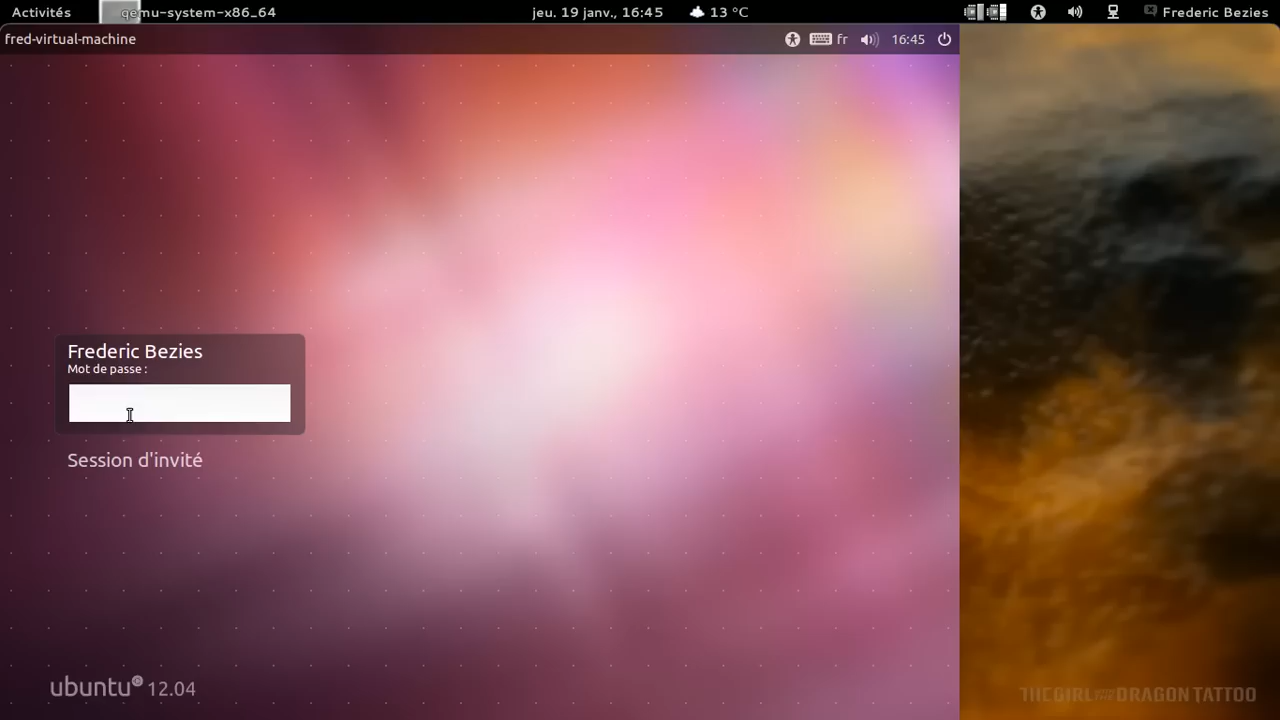 Activités
qemu-system-x86_64
jeu. 19 janv., 16:45
13 °C
Frederic Bezies
fred-virtual-machine
fr
16:45
Frederic Bezies
Mot de passe :
Session d'invité
ubuntu 12.04
THE GIRL WITH THE DRAGON TATTOO